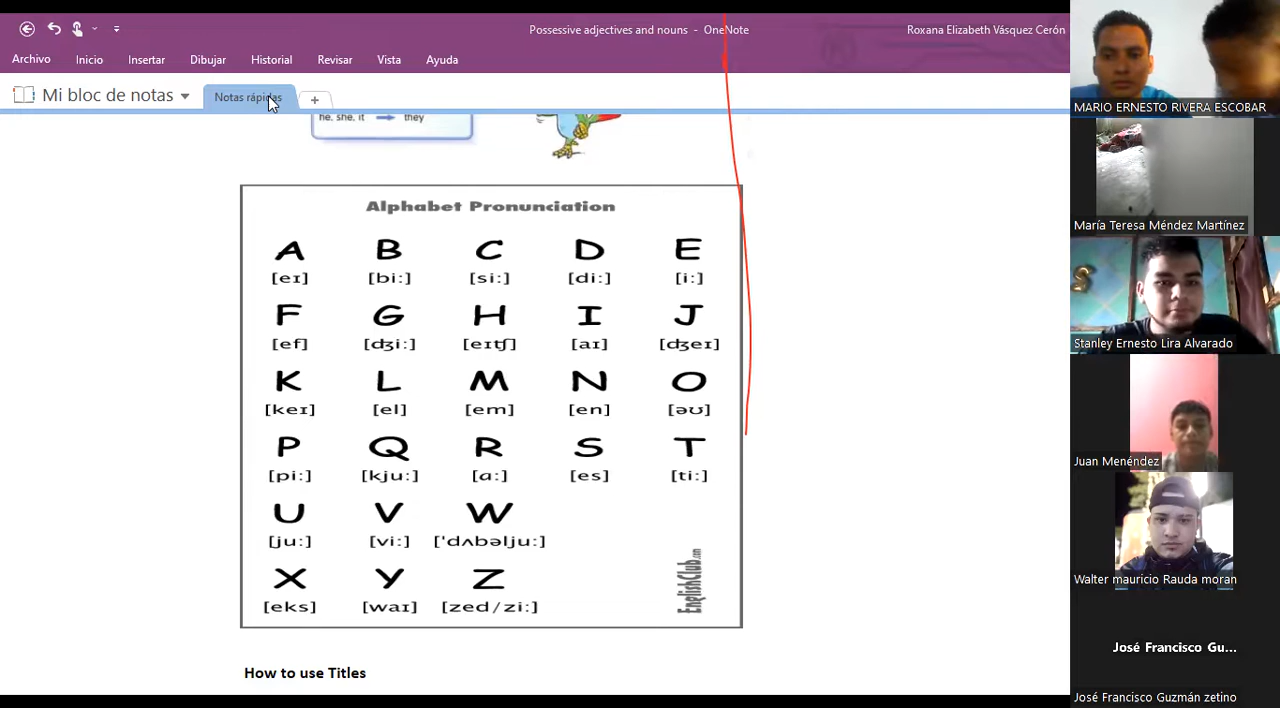 Possessive adjectives and nouns - OneNote
Roxana Elizabeth Vásquez Cerón
Archivo Inicio Insertar Dibujar Historial Revisar Vista Ayuda
Mi bloc de notas Notas rápidas
he, she, it they
Alphabet Pronunciation
A B C D E
[eɪ] [bi:] [si:] [di:] [i:]
F G H I J
[ef] [ʤi:] [eɪʧ] [aɪ] [ʤeɪ]
K L M N O
[keɪ] [el] [em] [en] [əʊ]
P Q R S T
[pi:] [kju:] [a:] [es] [ti:]
U V W
[ju:] [vi:] ['dʌbəlju:]
X Y Z
[eks] [waɪ] [zed/zi:]
EnglishClub.com
How to use Titles
MARIO ERNESTO RIVERA ESCOBAR
María Teresa Méndez Martínez
Stanley Ernesto Lira Alvarado
Juan Menéndez
Walter mauricio Rauda moran
José Francisco Gu...
José Francisco Guzmán zetino